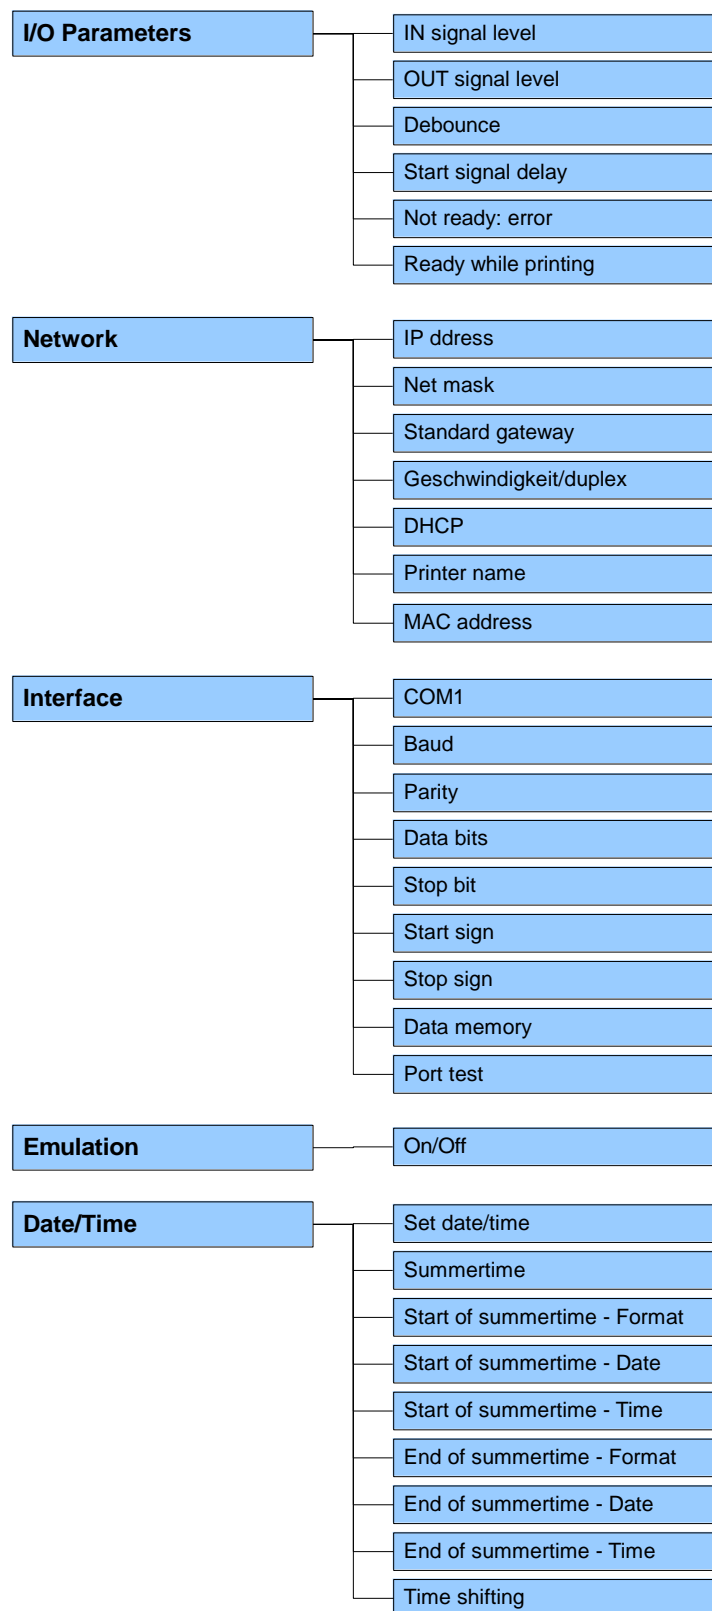 I/O Parameters
IN signal level
OUT signal level
Debounce
Start signal delay
Not ready: error
Ready while printing
Network
IP ddress
Net mask
Standard gateway
Geschwindigkeit/duplex
DHCP
Printer name
MAC address
Interface
COM1
Baud
Parity
Data bits
Stop bit
Start sign
Stop sign
Data memory
Port test
Emulation
On/Off
Date/Time
Set date/time
Summertime
Start of summertime - Format
Start of summertime - Date
Start of summertime - Time
End of summertime - Format
End of summertime - Date
End of summertime - Time
Time shifting